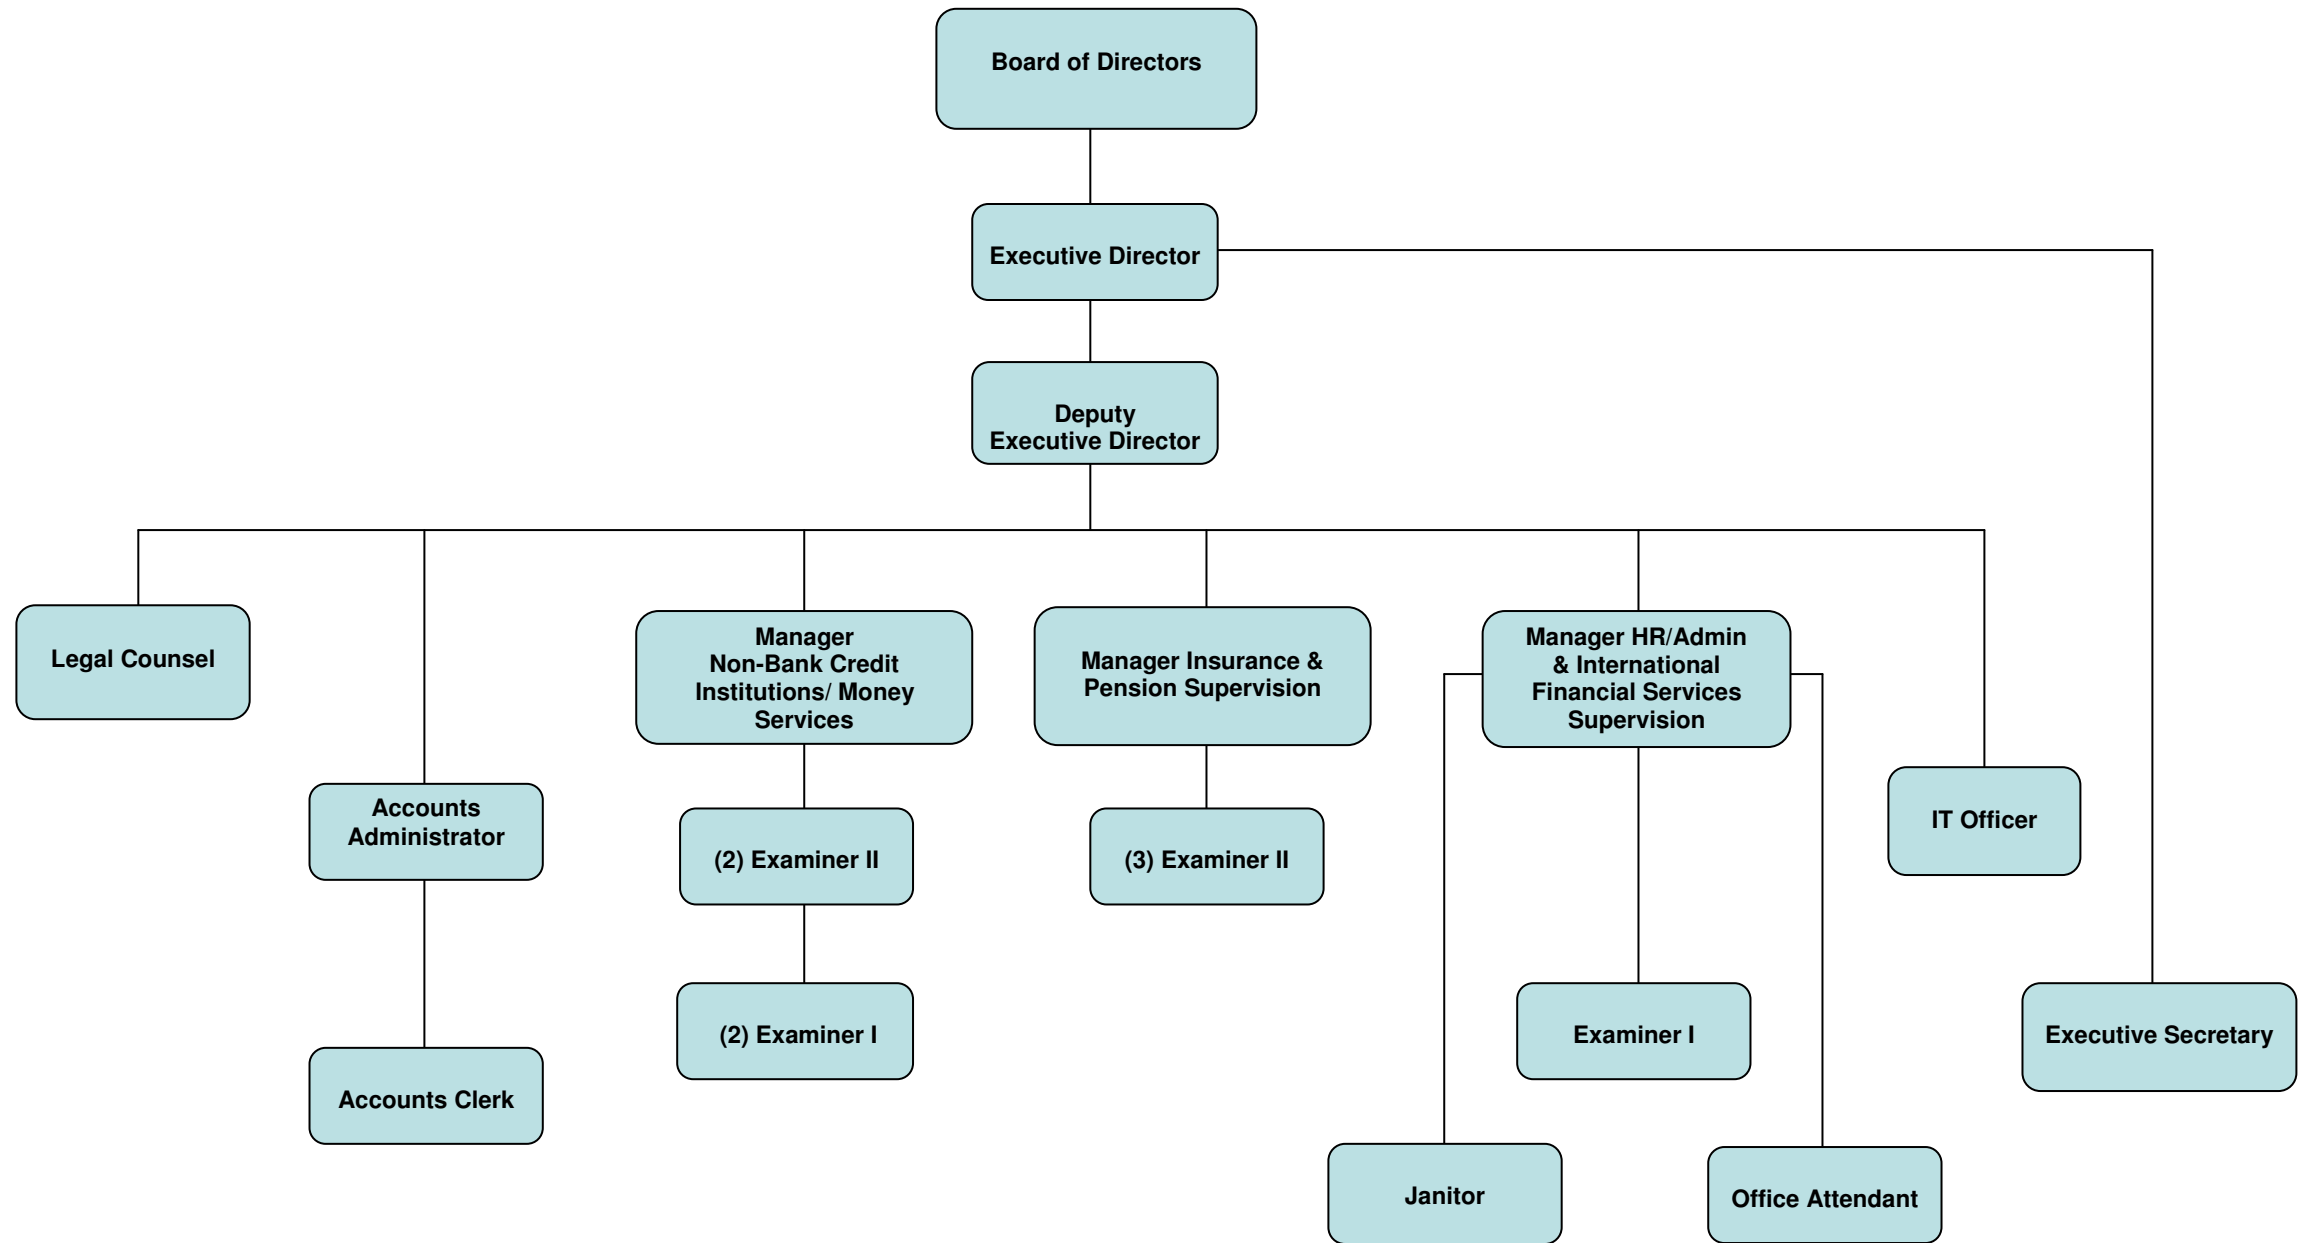 Board of Directors
Executive Director
Deputy
Executive Director
Legal Counsel
Manager
Non-Bank Credit
Institutions/ Money
Services
Manager Insurance &
Pension Supervision
Manager HR/Admin
& International
Financial Services
Supervision
Accounts
Administrator
(2) Examiner II
(3) Examiner II
IT Officer
(2) Examiner I
Examiner I
Executive Secretary
Accounts Clerk
Janitor
Office Attendant